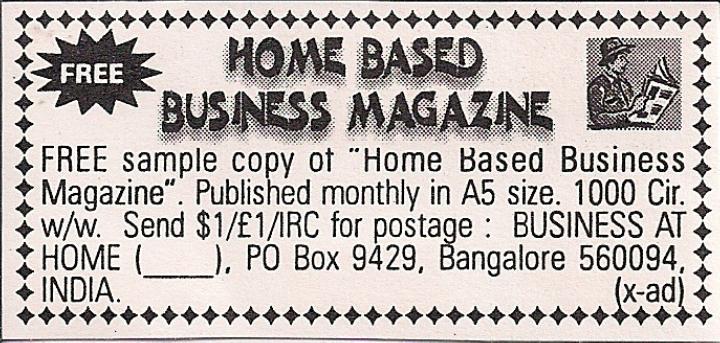 FREE
HOME BASED
BUSINESS MAGAZINE
FREE sample copy of "Home Based Business
Magazine". Published monthly in A5 size. 1000 Cir.
w/w. Send $1/£1/IRC for postage : BUSINESS AT
HOME (____), PO Box 9429, Bangalore 560094,
INDIA. (x-ad)